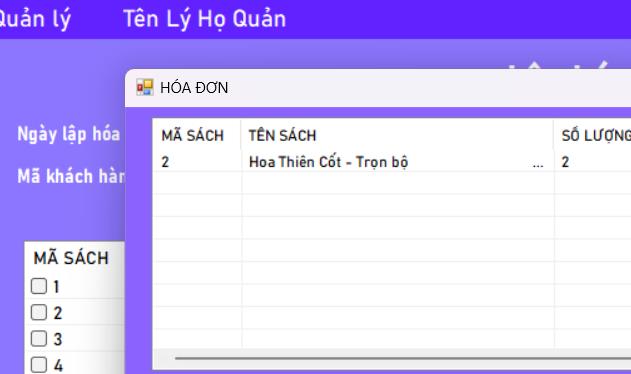 Quản lý Tên Lý Họ Quản
HÓA ĐƠN
Ngày lập hóa
Mã khách hàn
MÃ SÁCH TÊN SÁCH SỐ LƯỢNG
2 Hoa Thiên Cốt - Trọn bộ ... 2
MÃ SÁCH
1
2
3
4